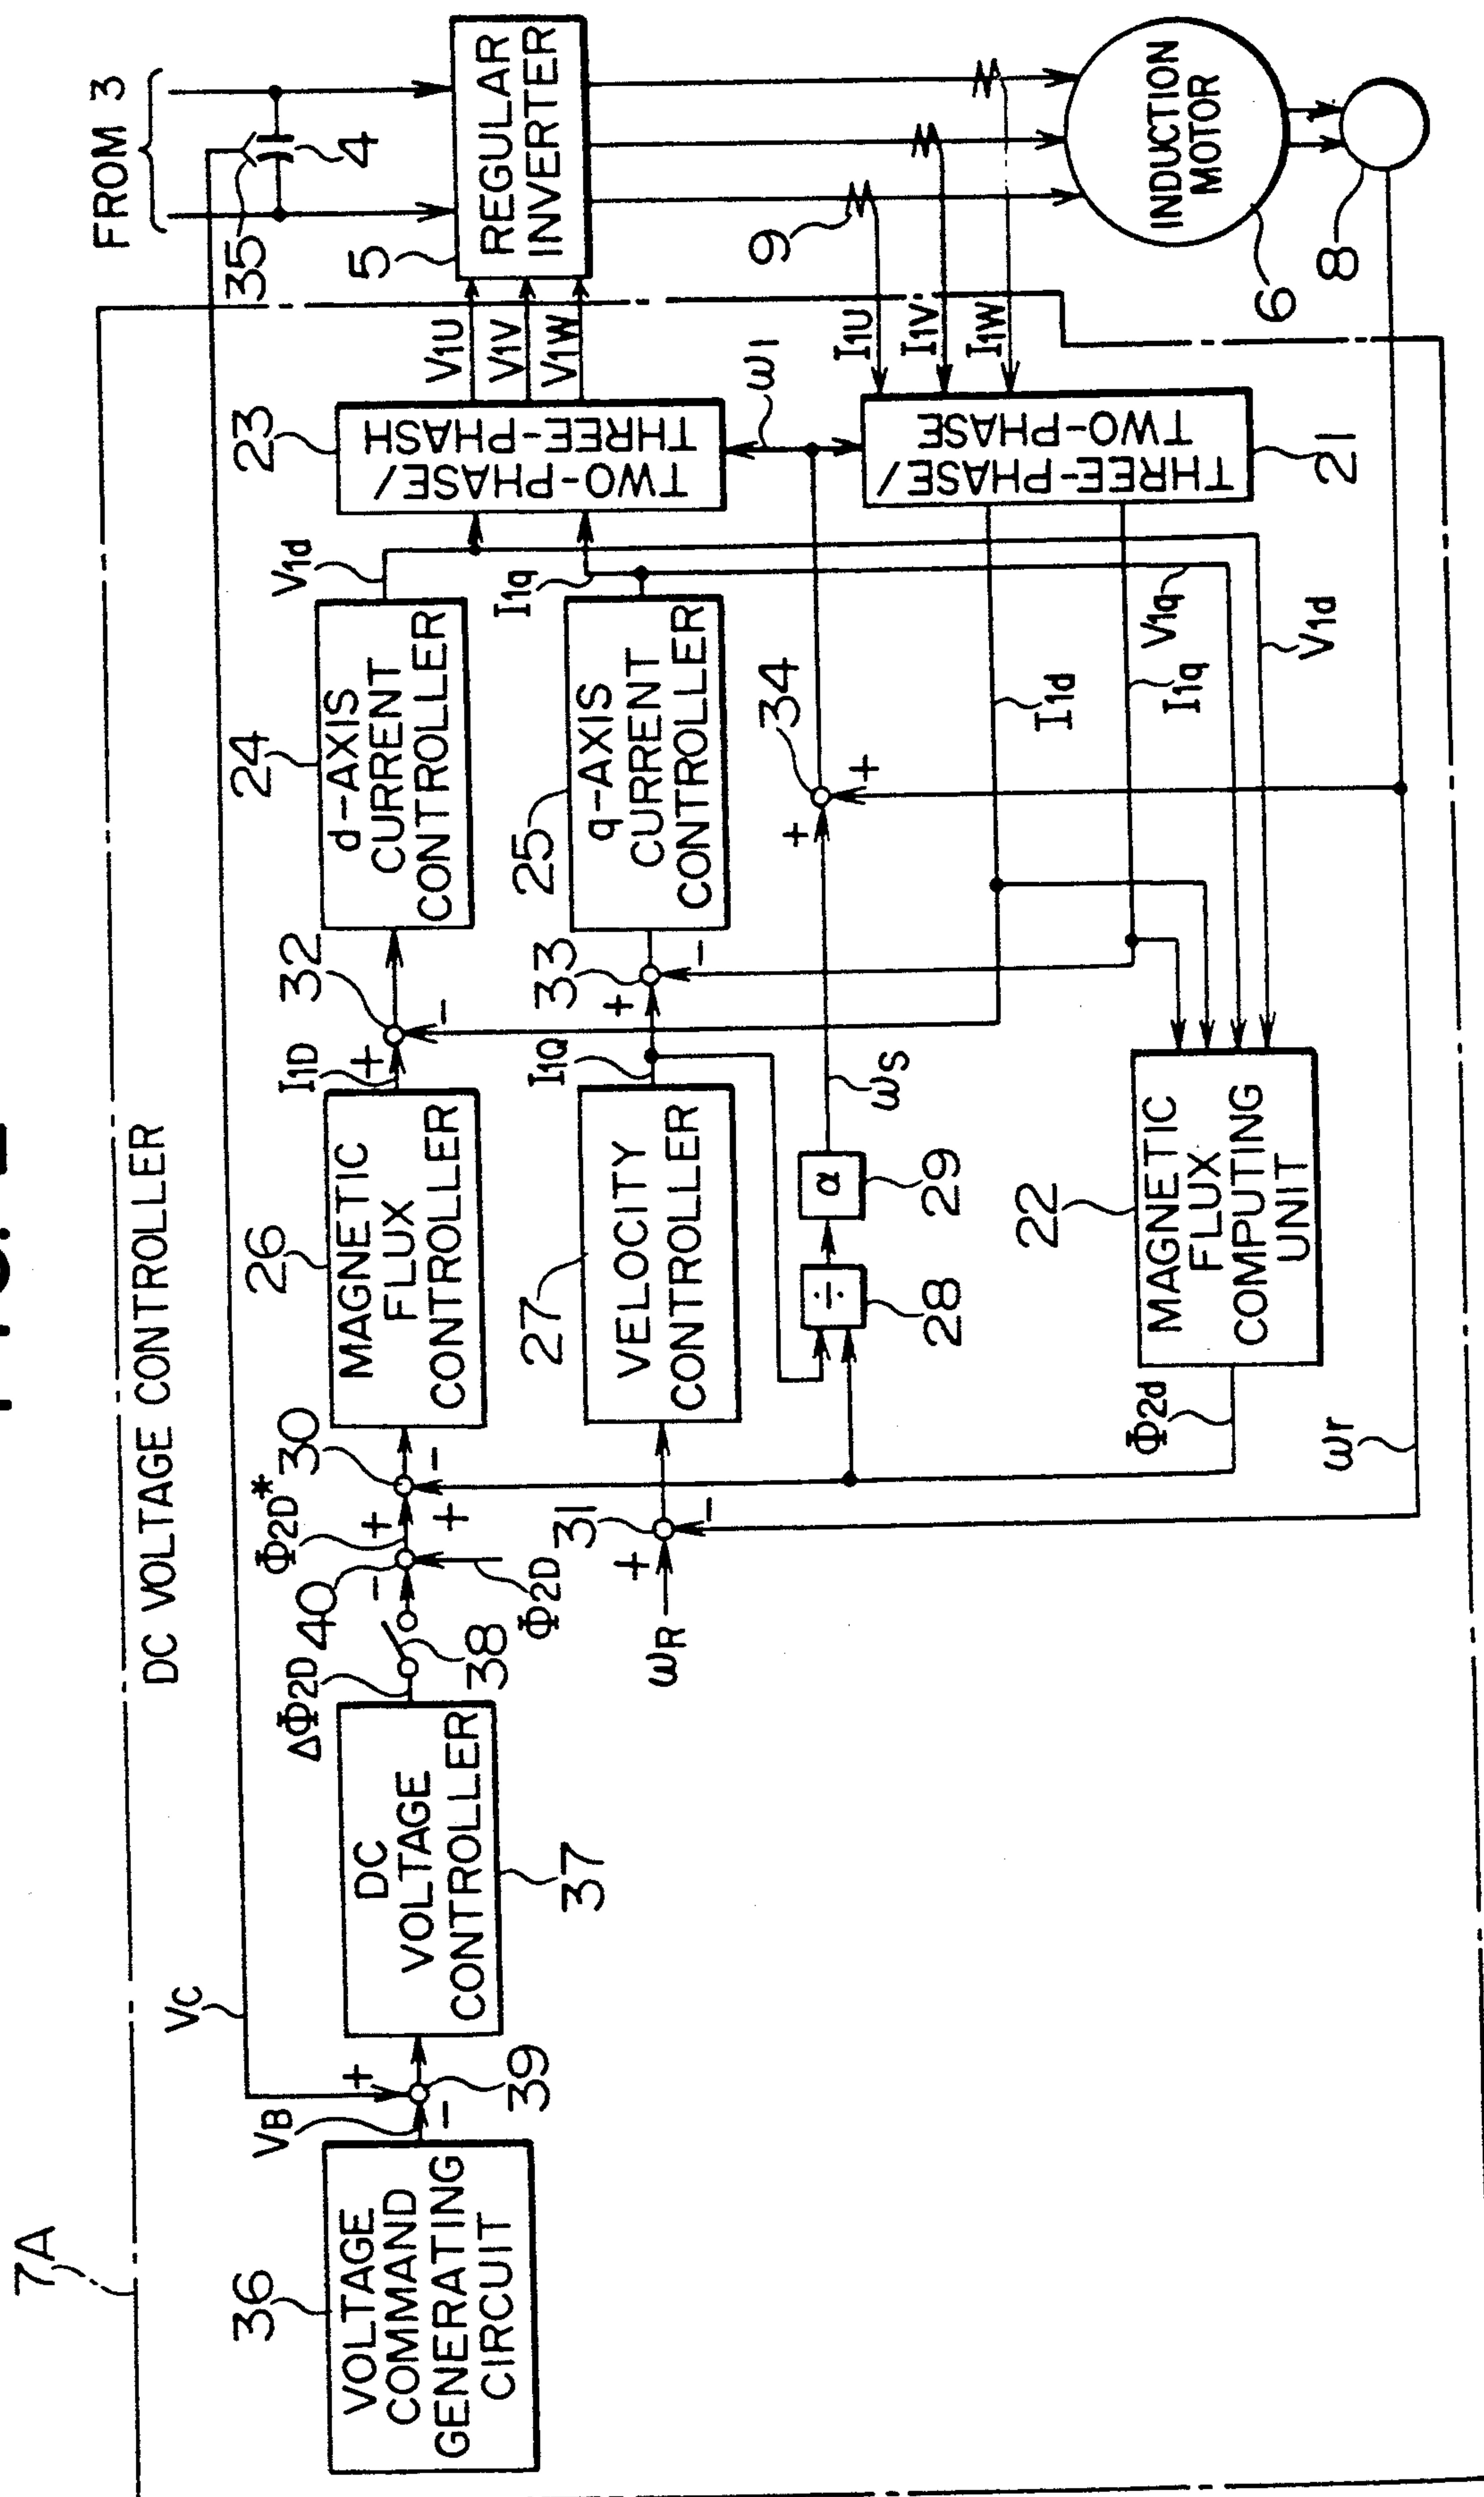 7A
DC VOLTAGE CONTROLLER
FROM 3
35
4
5
REGULAR
INVERTER
VC
VB
36
VOLTAGE
COMMAND
GENERATING
CIRCUIT
+
−
39
DC
VOLTAGE
CONTROLLER
37
ΔΦ2D
38
40
−
+
Φ2D
Φ2D*
+
30
−
26
MAGNETIC
FLUX
CONTROLLER
I1D
+
32
−
24
d-AXIS
CURRENT
CONTROLLER
V1d
23
TWO-PHASE/
THREE-PHASH
V1U
V1V
V1W
ωR
+
31
−
27
VELOCITY
CONTROLLER
I1Q
+
33
−
25
q-AXIS
CURRENT
CONTROLLER
I1q
÷
28
α
29
ωS
+
34
+
ω1
9
I1U
I1V
I1W
THREE-PHASE/
TWO-PHASE
21
I1d
I1q
V1q
V1d
22
MAGNETIC
FLUX
COMPUTING
UNIT
Φ2d
ωr
INDUCTION
MOTOR
6
8